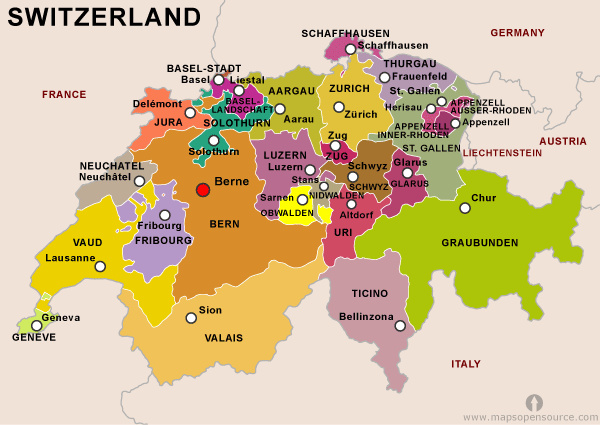 SWITZERLAND
SCHAFFHAUSEN
Schaffhausen
GERMANY
BASEL-STADT
Basel
Liestal
THURGAU
Frauenfeld
FRANCE
AARGAU
ZURICH
St. Gallen
Delémont
BASEL-
LANDSCHAFT
Herisau
APPENZELL
AUSSER-RHODEN
JURA
SOLOTHURN
Aarau
Zürich
APPENZELL
INNER-RHODEN
Appenzell
AUSTRIA
Solothurn
Zug
ZUG
ST. GALLEN
LIECHTENSTEIN
NEUCHATEL
Neuchâtel
LUZERN
Luzern
Schwyz
SCHWYZ
Glarus
GLARUS
Berne
Stans
NIDWALDEN
Sarnen
OBWALDEN
Chur
Fribourg
FRIBOURG
BERN
Altdorf
URI
VAUD
Lausanne
GRAUBUNDEN
TICINO
Sion
Bellinzona
Geneva
GENEVE
VALAIS
ITALY
www.mapsopensource.com